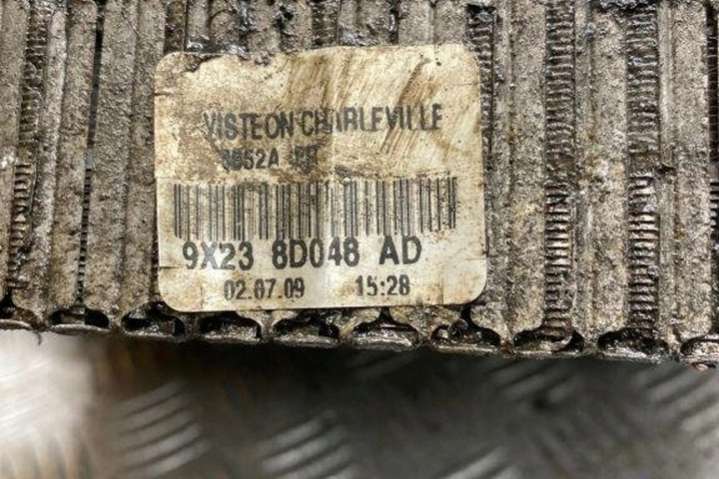 VISTEON CHARLEVILLE
9X23 8D048 AD
02.07.09 15:28